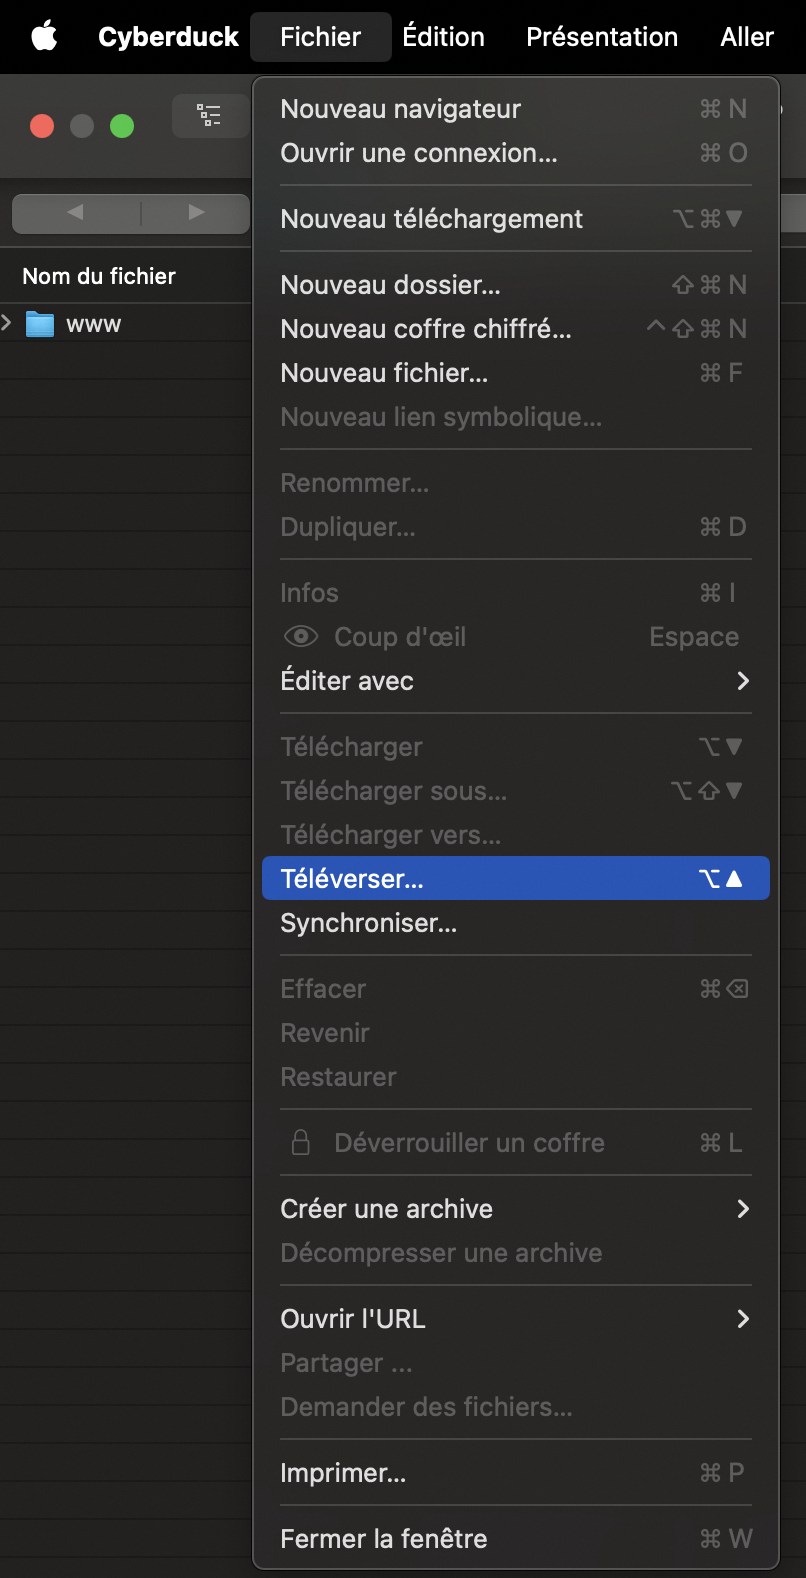 Cyberduck Fichier Édition Présentation Aller
Nom du fichier
www
Nouveau navigateur ⌘ N
Ouvrir une connexion... ⌘ O
Nouveau téléchargement ⌥⌘▼
Nouveau dossier... ⇧⌘ N
Nouveau coffre chiffré... ^⇧⌘ N
Nouveau fichier... ⌘ F
Nouveau lien symbolique...
Renommer...
Dupliquer... ⌘ D
Infos ⌘ I
Coup d'œil Espace
Éditer avec
Télécharger ⌥▼
Télécharger sous... ⌥⇧▼
Télécharger vers...
Téléverser... ⌥▲
Synchroniser...
Effacer ⌘⌫
Revenir
Restaurer
Déverrouiller un coffre ⌘ L
Créer une archive
Décompresser une archive
Ouvrir l'URL
Partager ...
Demander des fichiers...
Imprimer... ⌘ P
Fermer la fenêtre ⌘ W